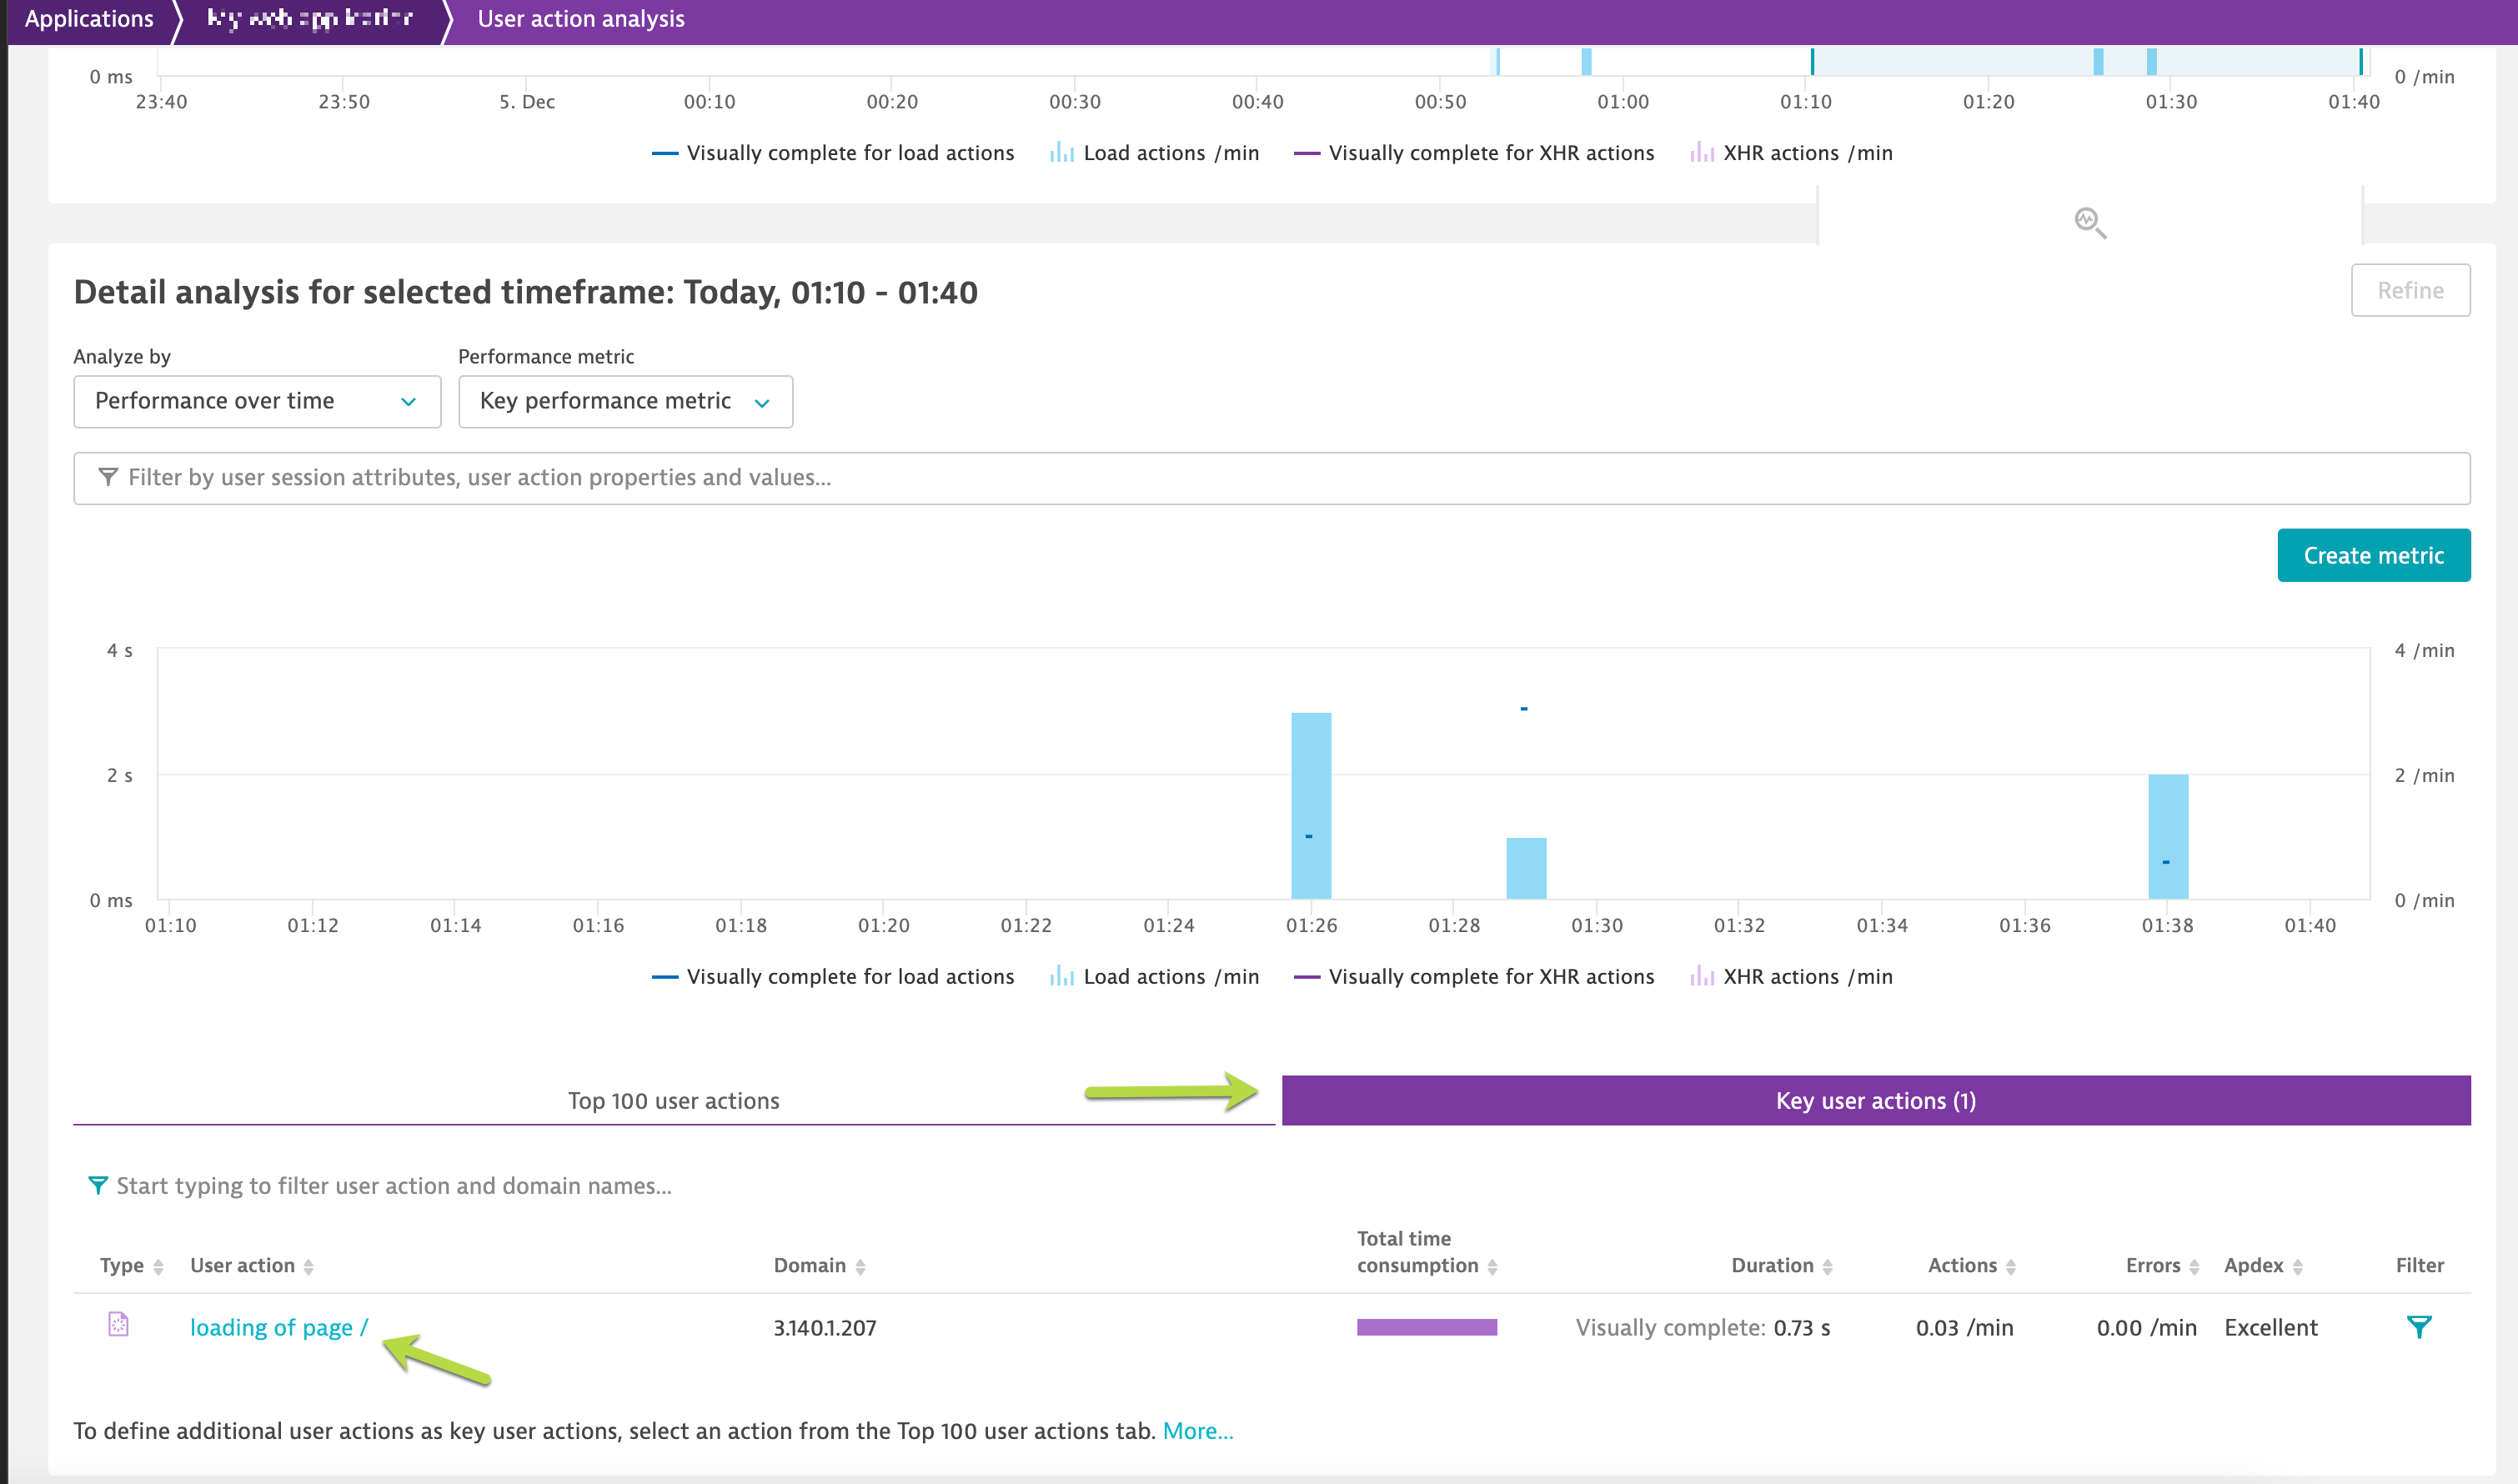 Applications User action analysis
0 ms 0 /min
23:40 23:50 5. Dec 00:10 00:20 00:30 00:40 00:50 01:00 01:10 01:20 01:30 01:40
Visually complete for load actions Load actions /min Visually complete for XHR actions XHR actions /min
Detail analysis for selected timeframe: Today, 01:10 - 01:40 Refine
Analyze by Performance metric
Performance over time Key performance metric
Filter by user session attributes, user action properties and values...
Create metric
4 s 4 /min
2 s 2 /min
0 ms 0 /min
01:10 01:12 01:14 01:16 01:18 01:20 01:22 01:24 01:26 01:28 01:30 01:32 01:34 01:36 01:38 01:40
Visually complete for load actions Load actions /min Visually complete for XHR actions XHR actions /min
Top 100 user actions Key user actions (1)
Start typing to filter user action and domain names...
Total time
Type User action Domain consumption Duration Actions Errors Apdex Filter
loading of page / 3.140.1.207 Visually complete: 0.73 s 0.03 /min 0.00 /min Excellent
To define additional user actions as key user actions, select an action from the Top 100 user actions tab. More...